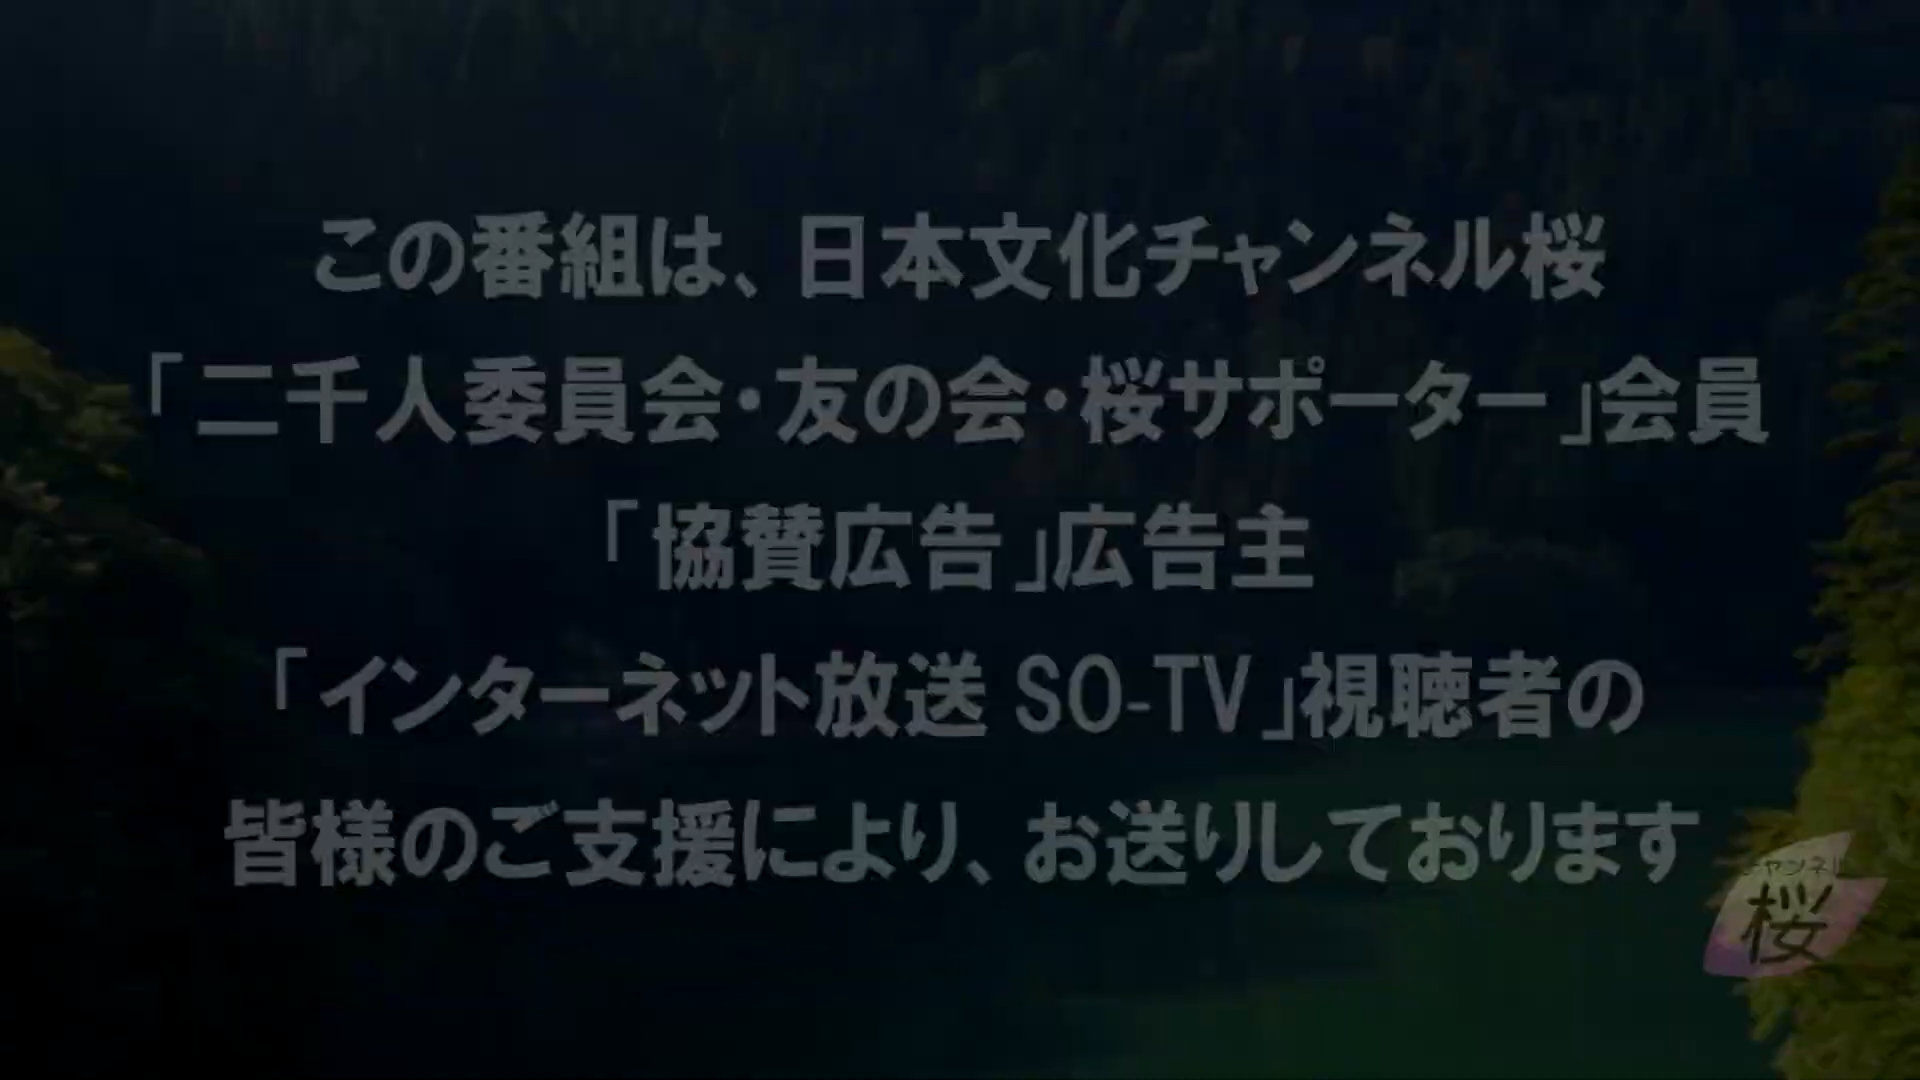 この番組は、日本文化チャンネル桜
「二千人委員会・友の会・桜サポーター」会員
「協賛広告」広告主
「インターネット放送 SO-TV」視聴者の
皆様のご支援により、お送りしております
チャンネル
桜